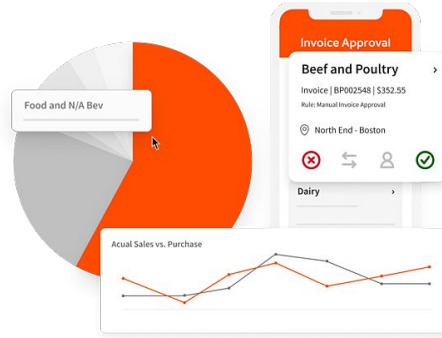 Invoice Approval
Beef and Poultry
Invoice | BP002548 | $352.55
Rule: Manual Invoice Approval
North End - Boston
Food and N/A Bev
Dairy
Acual Sales vs. Purchase